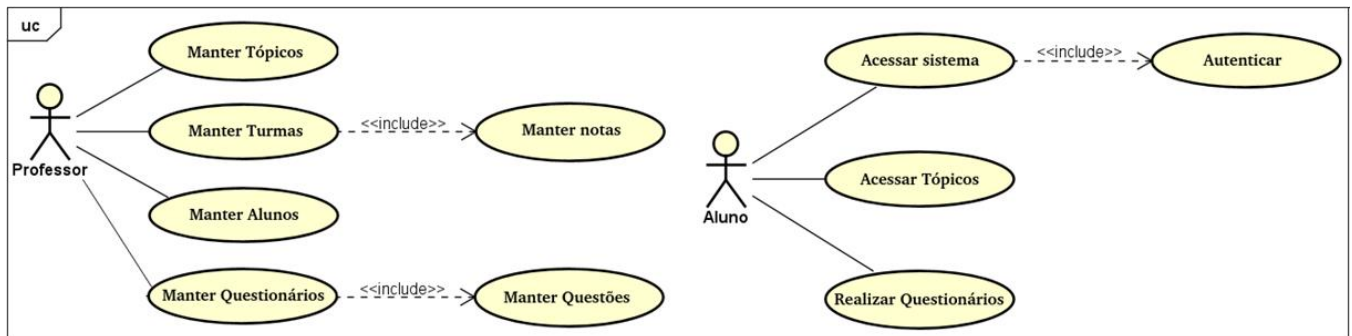 uc
Manter Tópicos
Manter Turmas
<<include>>
Manter notas
Professor
Manter Alunos
Manter Questionários
<<include>>
Manter Questões
Acessar sistema
<<include>>
Autenticar
Aluno
Acessar Tópicos
Realizar Questionários